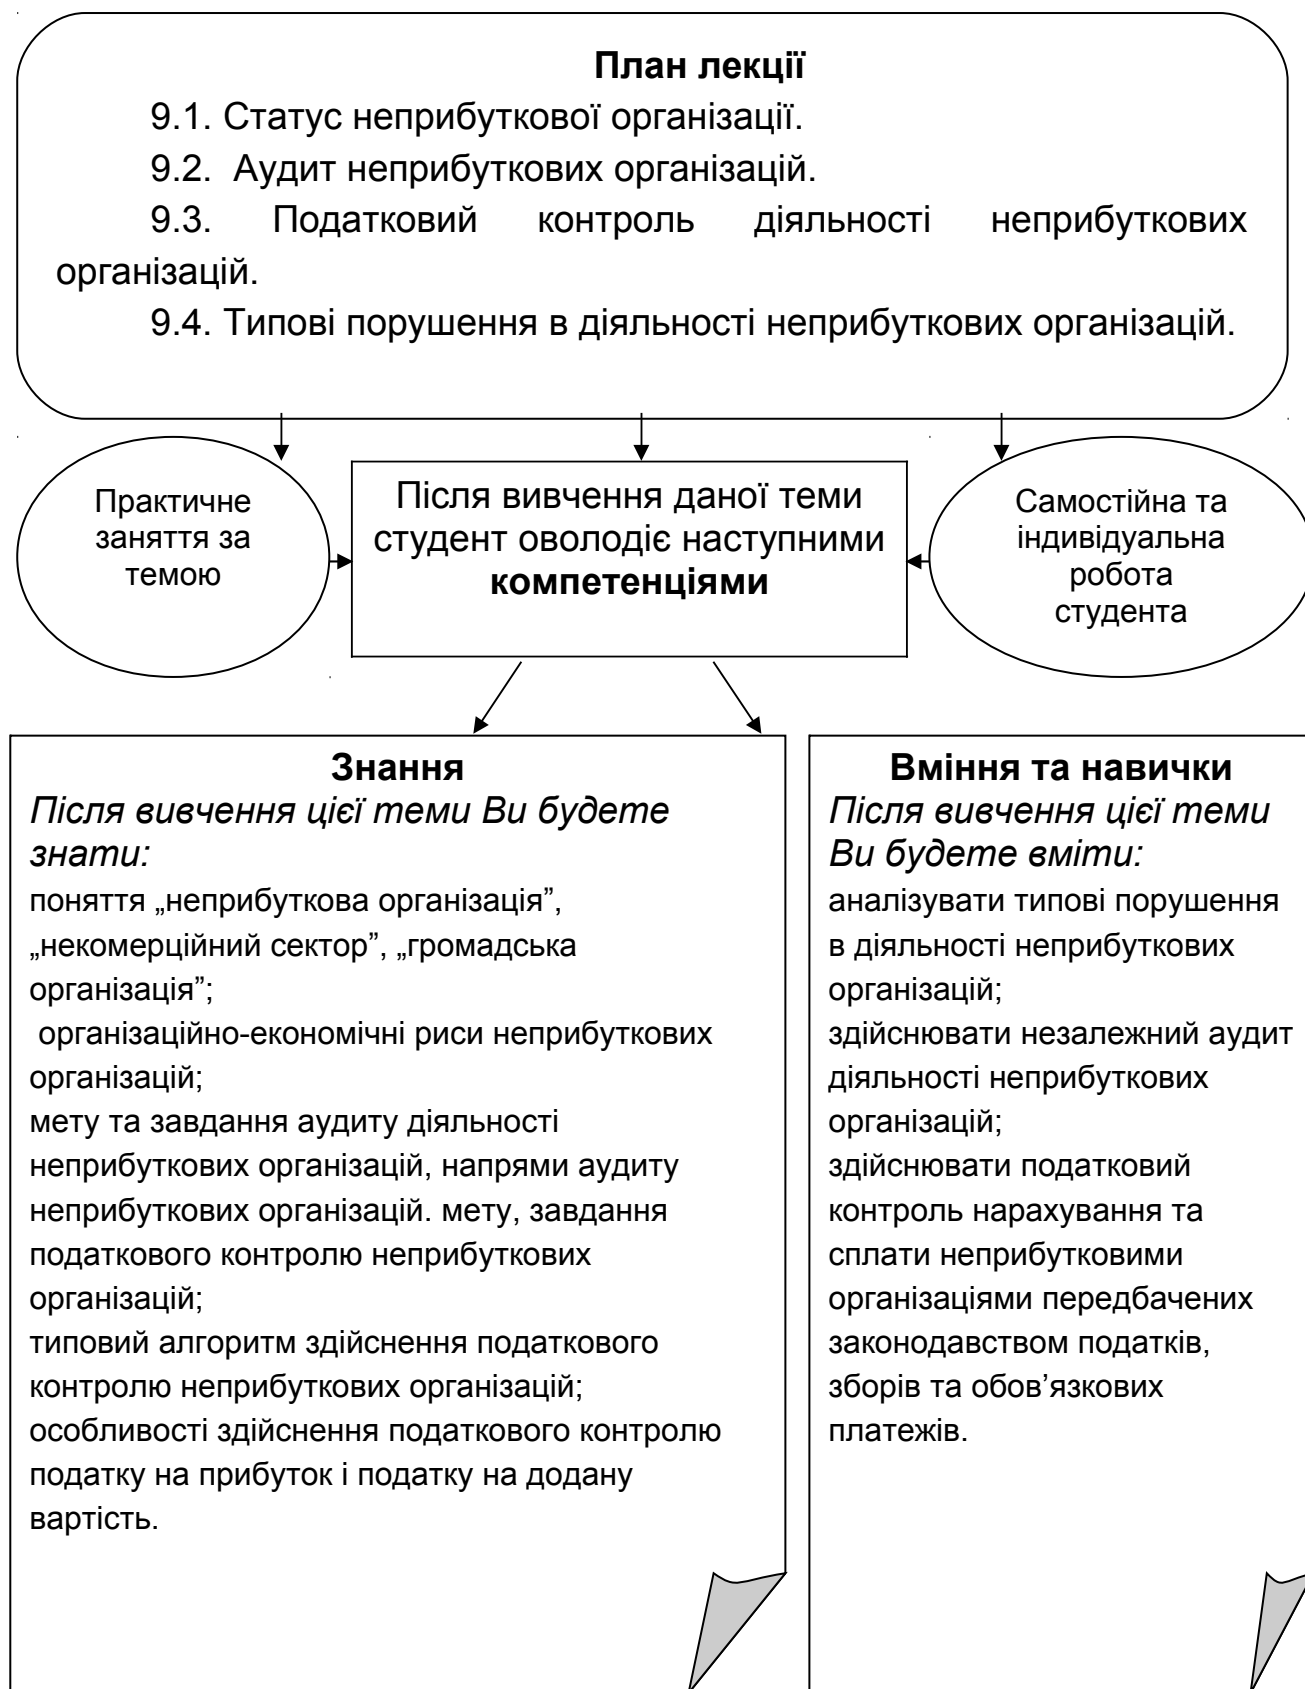 План лекції
9.1. Статус неприбуткової організації.
9.2. Аудит неприбуткових організацій.
9.3. Податковий контроль діяльності неприбуткових
організацій.
9.4. Типові порушення в діяльності неприбуткових організацій.
Практичне
заняття за
темою
Після вивчення даної теми
студент оволодіє наступними
компетенціями
Самостійна та
індивідуальна
робота
студента
Знання
Після вивчення цієї теми Ви будете
знати:
поняття „неприбуткова організація”,
„некомерційний сектор”, „громадська
організація”;
організаційно-економічні риси неприбуткових
організацій;
мету та завдання аудиту діяльності
неприбуткових організацій, напрями аудиту
неприбуткових організацій. мету, завдання
податкового контролю неприбуткових
організацій;
типовий алгоритм здійснення податкового
контролю неприбуткових організацій;
особливості здійснення податкового контролю
податку на прибуток і податку на додану
вартість.
Вміння та навички
Після вивчення цієї теми
Ви будете вміти:
аналізувати типові порушення
в діяльності неприбуткових
організацій;
здійснювати незалежний аудит
діяльності неприбуткових
організацій;
здійснювати податковий
контроль нарахування та
сплати неприбутковими
організаціями передбачених
законодавством податків,
зборів та обов’язкових
платежів.